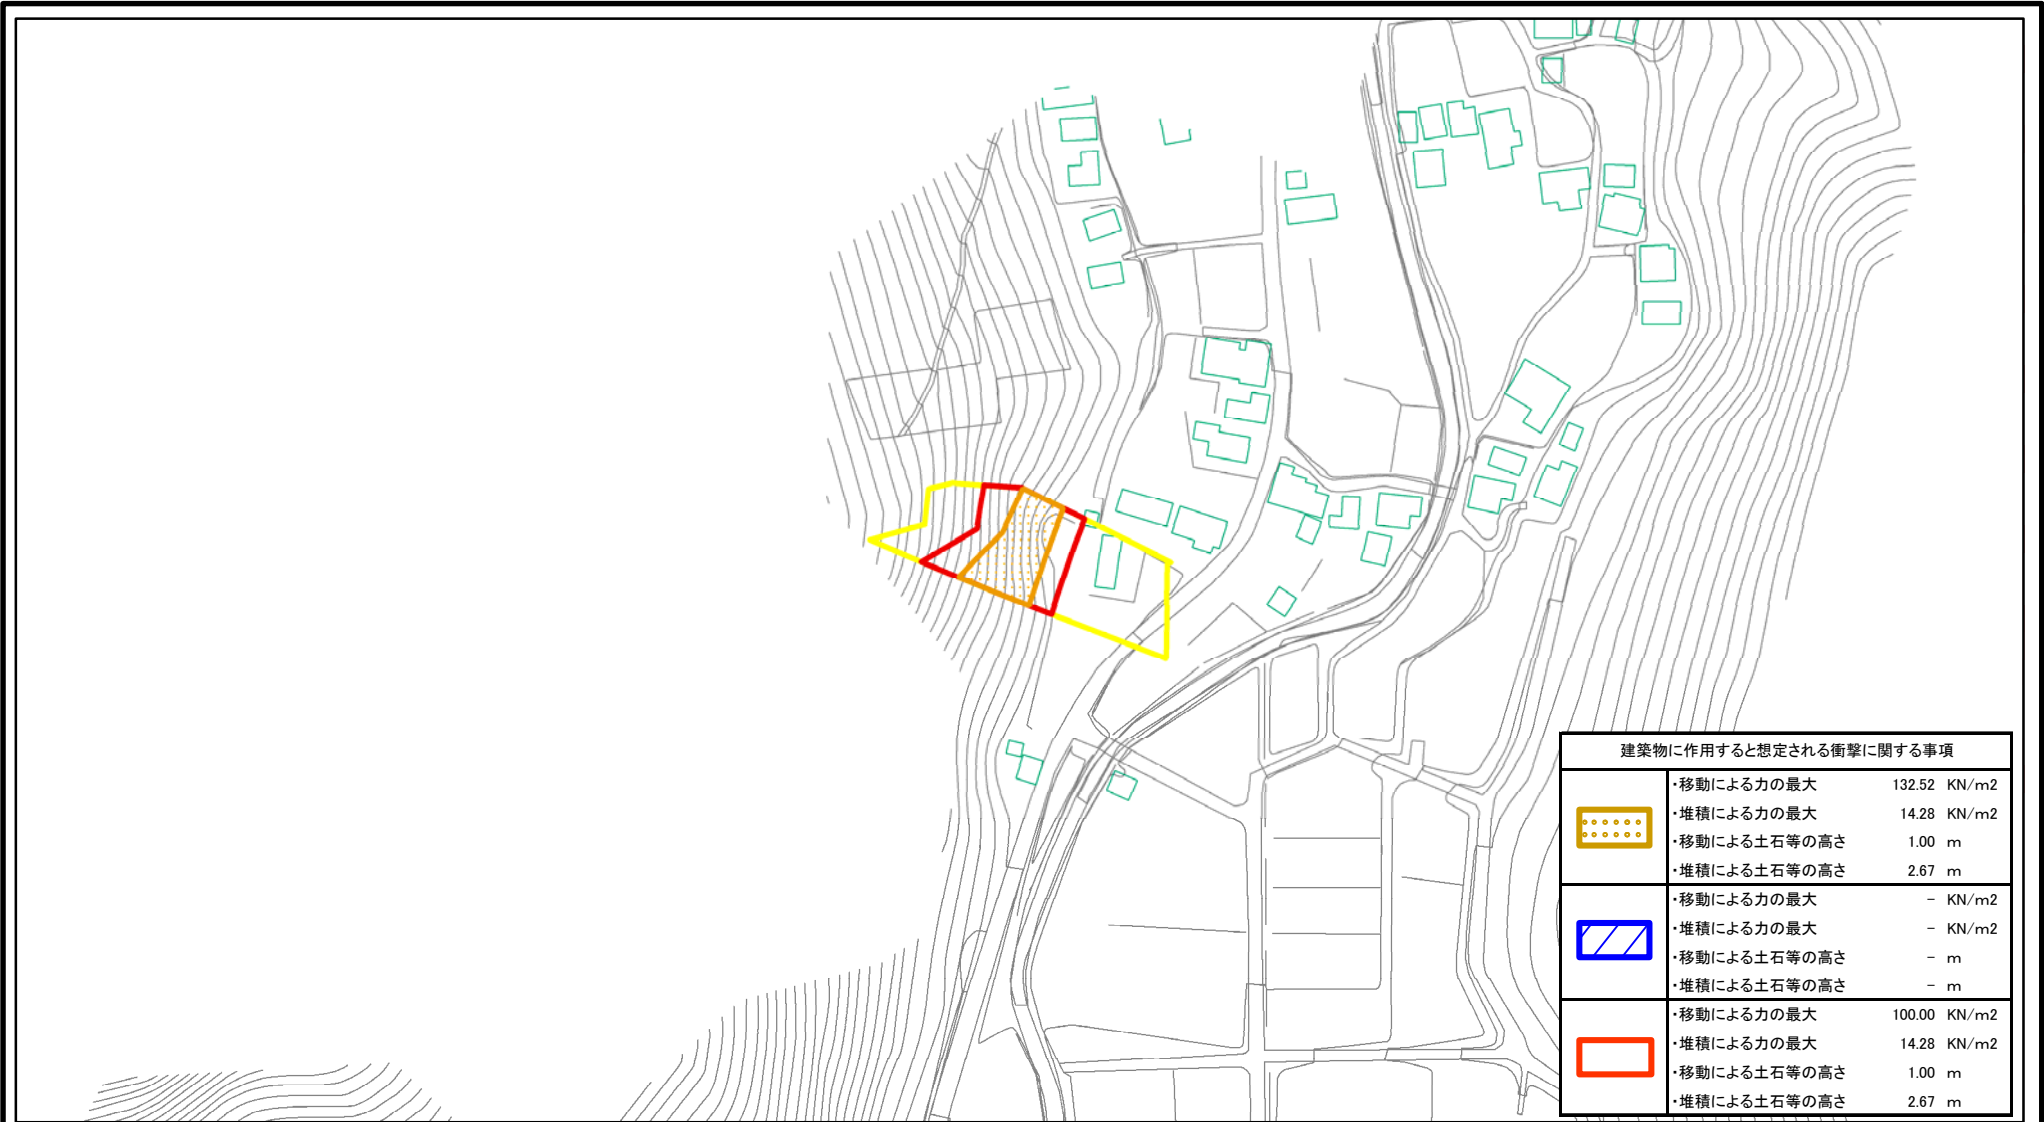 建築物に作用すると想定される衝撃に関する事項
・移動による力の最大 132.52 KN/m2
・堆積による力の最大 14.28 KN/m2
・移動による土石等の高さ 1.00 m
・堆積による土石等の高さ 2.67 m
・移動による力の最大 - KN/m2
・堆積による力の最大 - KN/m2
・移動による土石等の高さ - m
・堆積による土石等の高さ - m
・移動による力の最大 100.00 KN/m2
・堆積による力の最大 14.28 KN/m2
・移動による土石等の高さ 1.00 m
・堆積による土石等の高さ 2.67 m